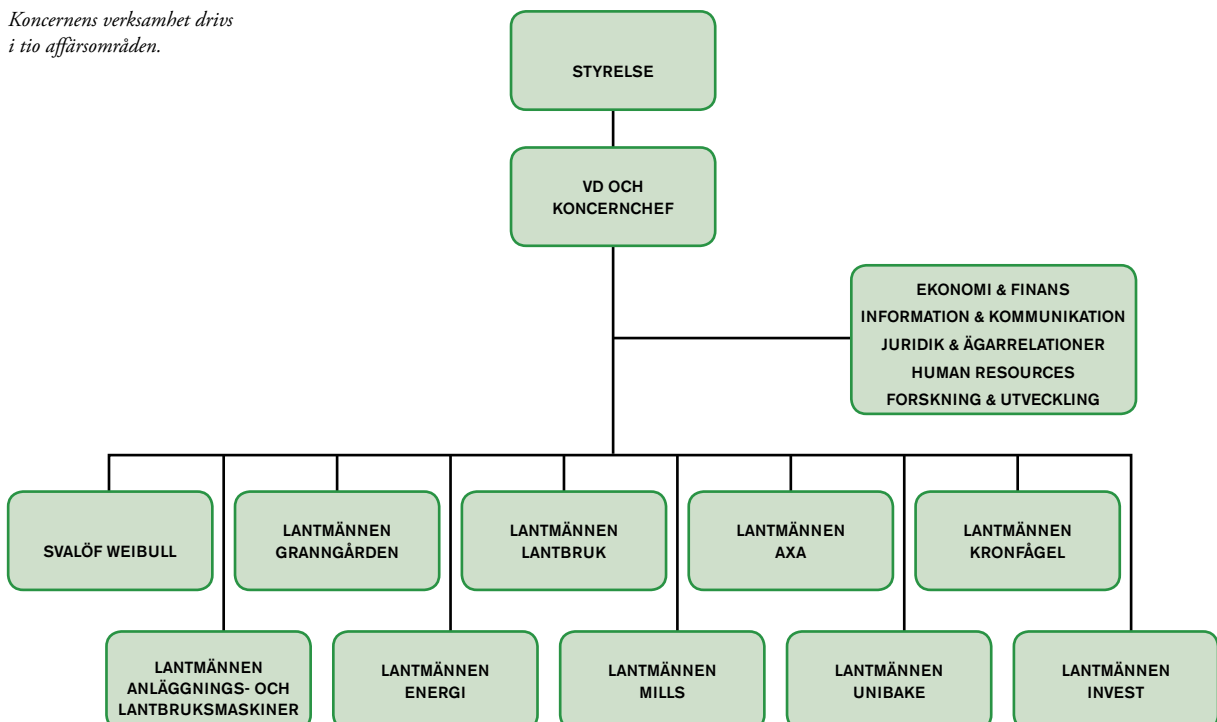 Koncernens verksamhet drivs
i tio affärsområden.
STYRELSE
VD OCH
KONCERNCHEF
EKONOMI & FINANS
INFORMATION & KOMMUNIKATION
JURIDIK & ÄGARRELATIONER
HUMAN RESOURCES
FORSKNING & UTVECKLING
SVALÖF WEIBULL
LANTMÄNNEN
GRANNGÅRDEN
LANTMÄNNEN
LANTBRUK
LANTMÄNNEN
AXA
LANTMÄNNEN
KRONFÅGEL
LANTMÄNNEN
ANLÄGGNINGS- OCH
LANTBRUKSMASKINER
LANTMÄNNEN
ENERGI
LANTMÄNNEN
MILLS
LANTMÄNNEN
UNIBAKE
LANTMÄNNEN
INVEST